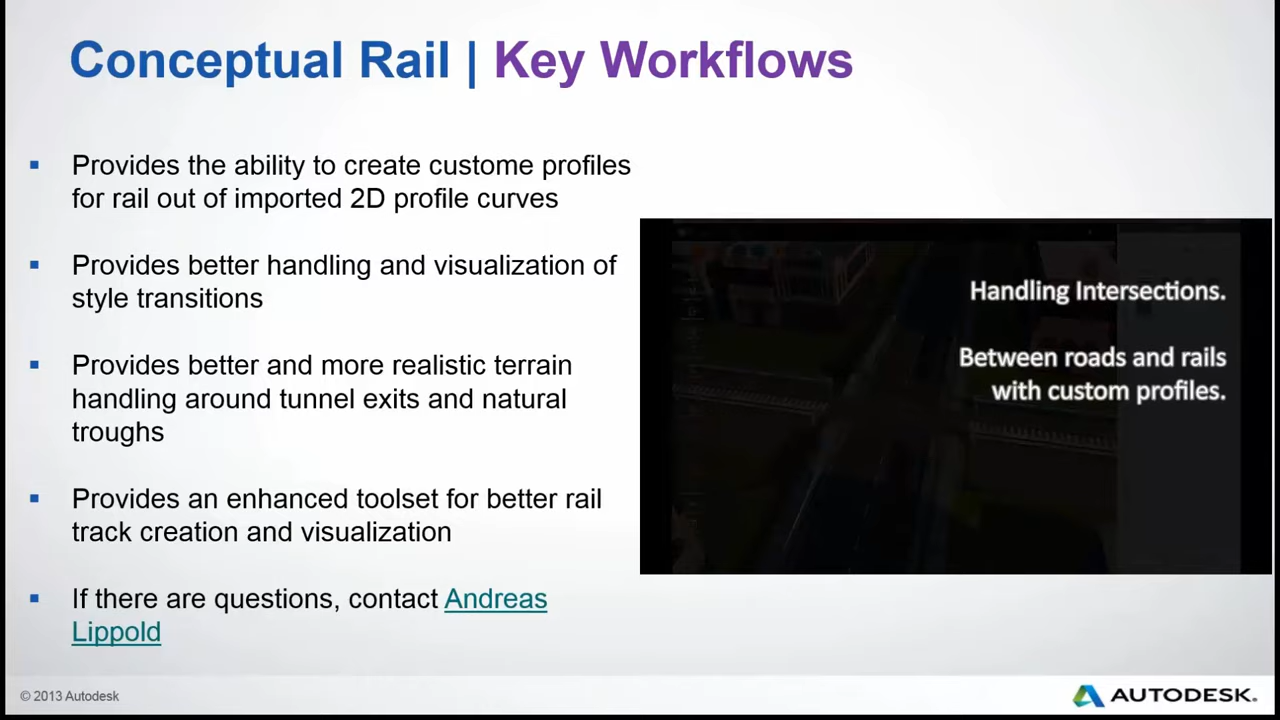 Conceptual Rail | Key Workflows
Provides the ability to create custome profiles
for rail out of imported 2D profile curves
Provides better handling and visualization of
style transitions
Provides better and more realistic terrain
handling around tunnel exits and natural
troughs
Provides an enhanced toolset for better rail
track creation and visualization
If there are questions, contact Andreas
Lippold
Handling Intersections.
Between roads and rails
with custom profiles.
© 2013 Autodesk
AUTODESK.